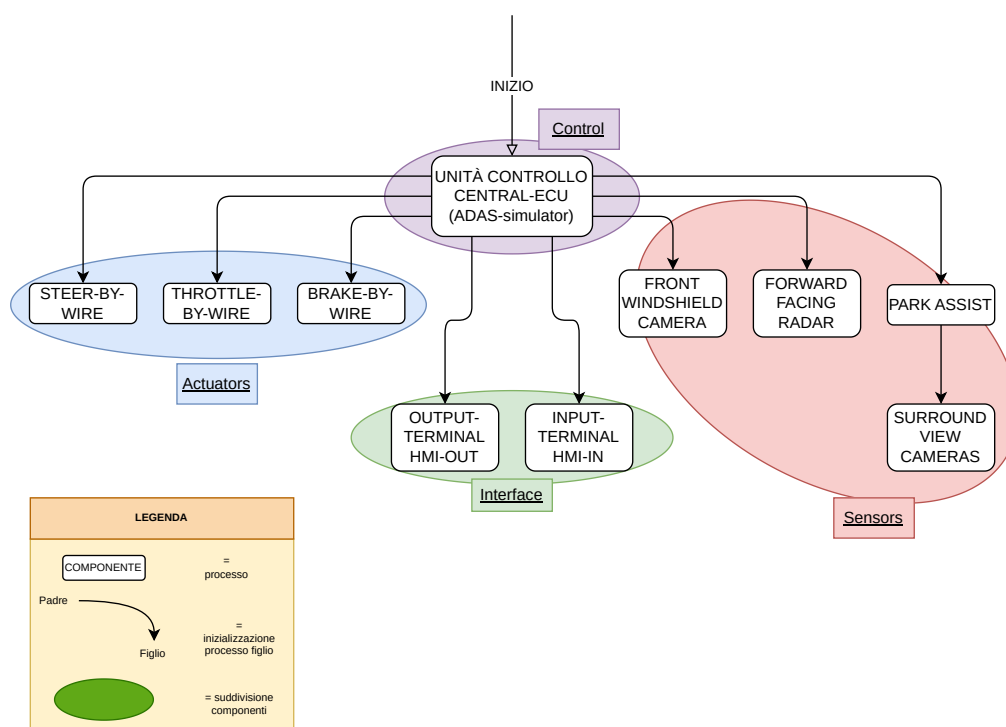 INIZIO
Control
UNITÀ CONTROLLO
CENTRAL-ECU
(ADAS-simulator)
STEER-BY-
WIRE
THROTTLE-
BY-WIRE
BRAKE-BY-
WIRE
Actuators
FRONT
WINDSHIELD
CAMERA
FORWARD
FACING
RADAR
PARK ASSIST
SURROUND
VIEW
CAMERAS
Sensors
OUTPUT-
TERMINAL
HMI-OUT
INPUT-
TERMINAL
HMI-IN
Interface
LEGENDA
COMPONENTE
=
processo
Padre
Figlio
=
inizializzazione
processo figlio
= suddivisione
componenti